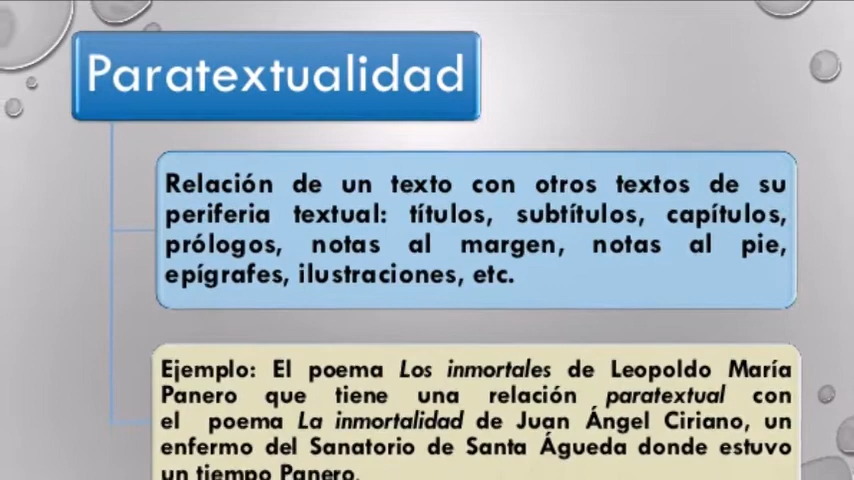 Paratextualidad
Relación de un texto con otros textos de su
periferia textual: títulos, subtítulos, capítulos,
prólogos, notas al margen, notas al pie,
epígrafes, ilustraciones, etc.
Ejemplo: El poema Los inmortales de Leopoldo María
Panero que tiene una relación paratextual con
el poema La inmortalidad de Juan Ángel Ciriano, un
enfermo del Sanatorio de Santa Águeda donde estuvo
un tiempo Panero.